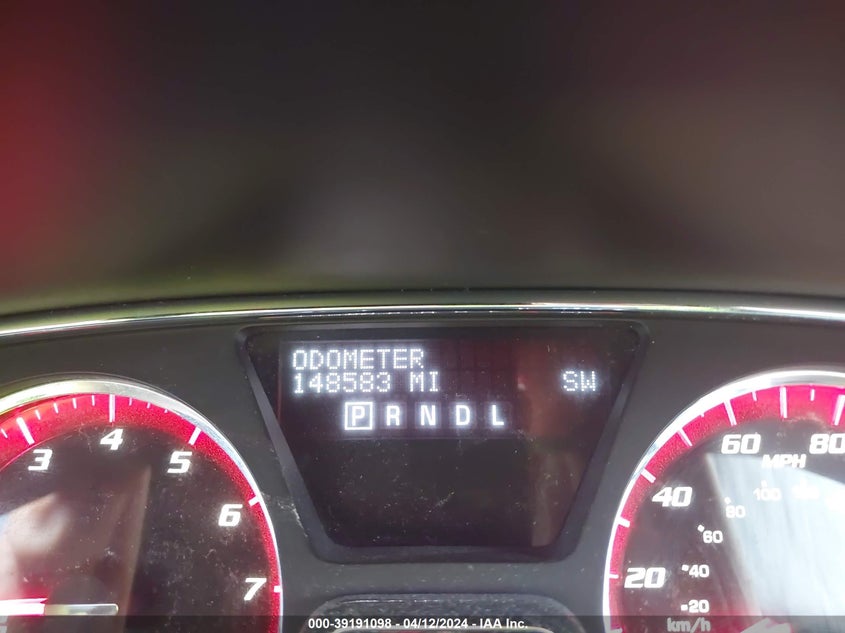 ODOMETER
148583 MI SW
P R N D L
3 4 5 6 7
20 40 60 80
MPH
20 40 60 80 100
km/h
000-39191098 - 04/12/2024 - IAA Inc.